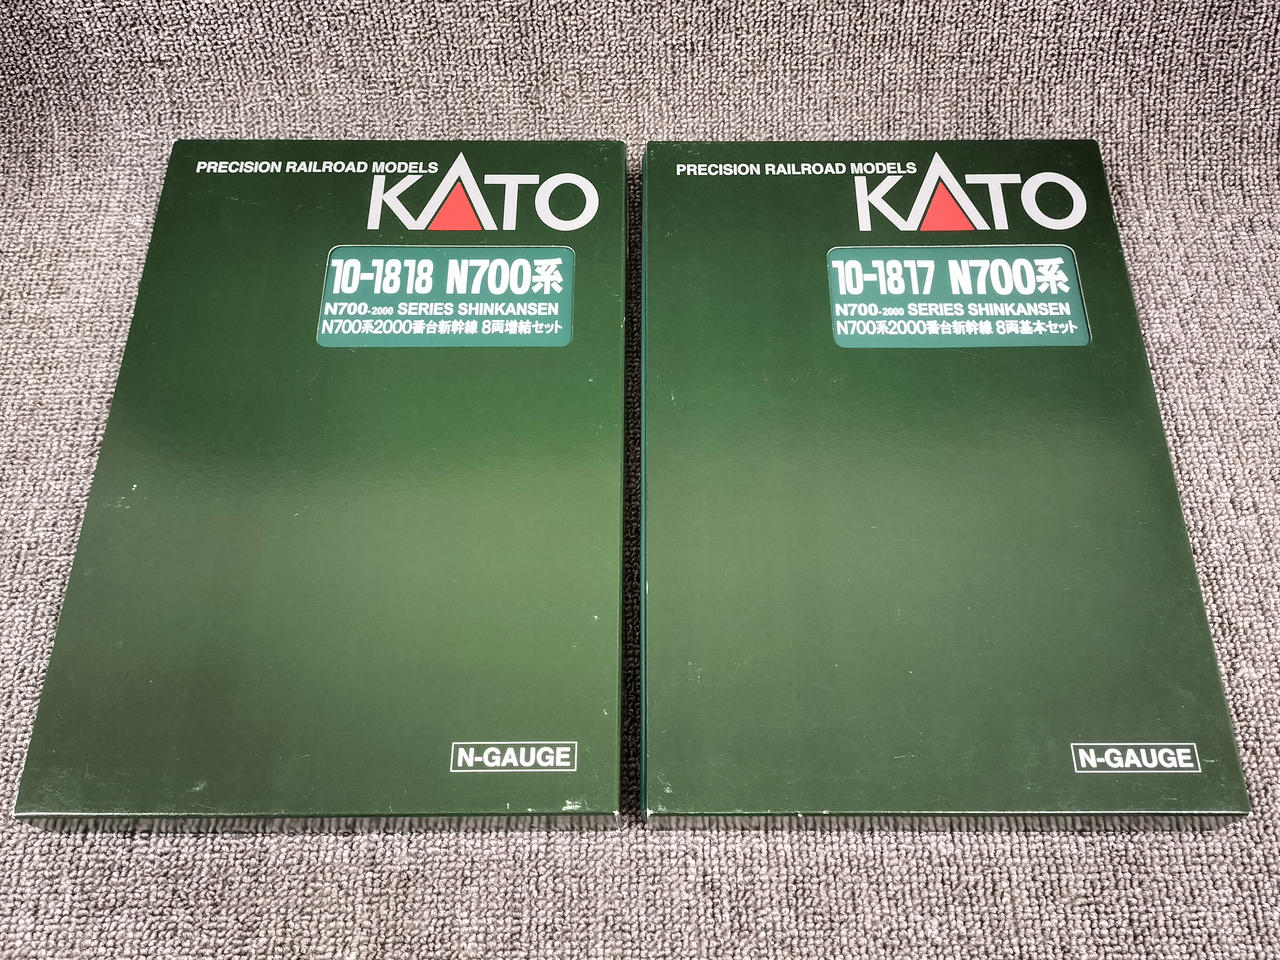 PRECISION RAILROAD MODELS
KATO
10-1818 N700系
N700-2000 SERIES SHINKANSEN
N700系2000番台新幹線 8両増結セット
N-GAUGE
PRECISION RAILROAD MODELS
KATO
10-1817 N700系
N700-2000 SERIES SHINKANSEN
N700系2000番台新幹線 8両基本セット
N-GAUGE